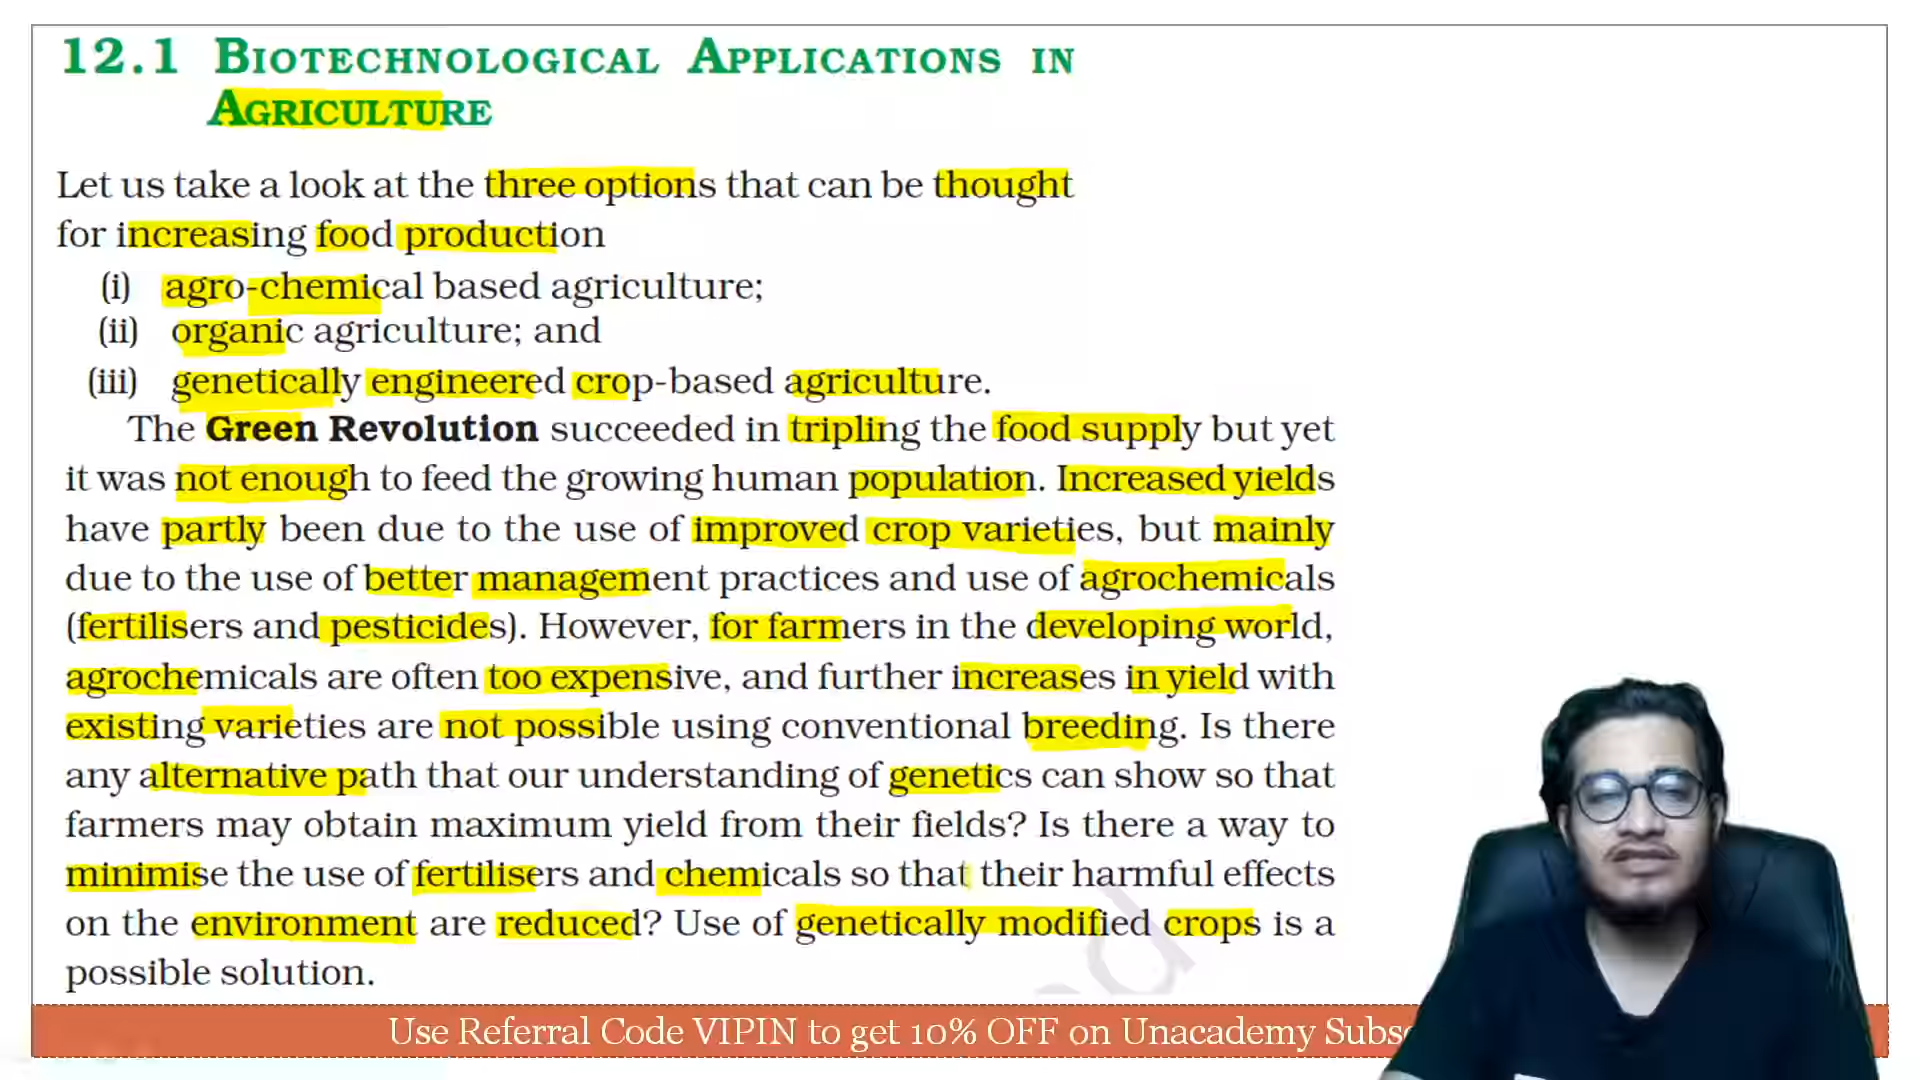 12.1 BIOTECHNOLOGICAL APPLICATIONS IN
AGRICULTURE
Let us take a look at the three options that can be thought
for increasing food production
(i) agro-chemical based agriculture;
(ii) organic agriculture; and
(iii) genetically engineered crop-based agriculture.
The Green Revolution succeeded in tripling the food supply but yet
it was not enough to feed the growing human population. Increased yields
have partly been due to the use of improved crop varieties, but mainly
due to the use of better management practices and use of agrochemicals
(fertilisers and pesticides). However, for farmers in the developing world,
agrochemicals are often too expensive, and further increases in yield with
existing varieties are not possible using conventional breeding. Is there
any alternative path that our understanding of genetics can show so that
farmers may obtain maximum yield from their fields? Is there a way to
minimise the use of fertilisers and chemicals so that their harmful effects
on the environment are reduced? Use of genetically modified crops is a
possible solution.
Use Referral Code VIPIN to get 10% OFF on Unacademy